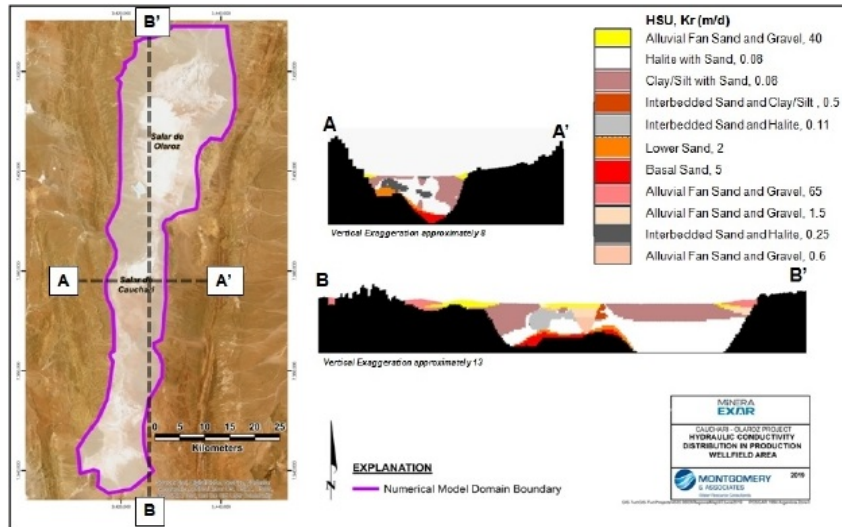 B'
Salar de
Olaroz
A
A'
Salar de
Cauchari
0 5 10 15 20 25
Kilometers
B
A
A'
Vertical Exaggeration approximately 8
B
B'
Vertical Exaggeration approximately 13
HSU, Kr (m/d)
Alluvial Fan Sand and Gravel, 40
Halite with Sand, 0.08
Clay/Silt with Sand, 0.08
Interbedded Sand and Clay/Silt, 0.5
Interbedded Sand and Halite, 0.11
Lower Sand, 2
Basal Sand, 5
Alluvial Fan Sand and Gravel, 65
Alluvial Fan Sand and Gravel, 1.5
Interbedded Sand and Halite, 0.25
Alluvial Fan Sand and Gravel, 0.6
N
EXPLANATION
Numerical Model Domain Boundary
MINERA
EXAR
CAUCHARI - OLAROZ PROJECT
HYDRAULIC CONDUCTIVITY
DISTRIBUTION IN PRODUCTION
WELLFIELD AREA
MONTGOMERY
& ASSOCIATES
2019